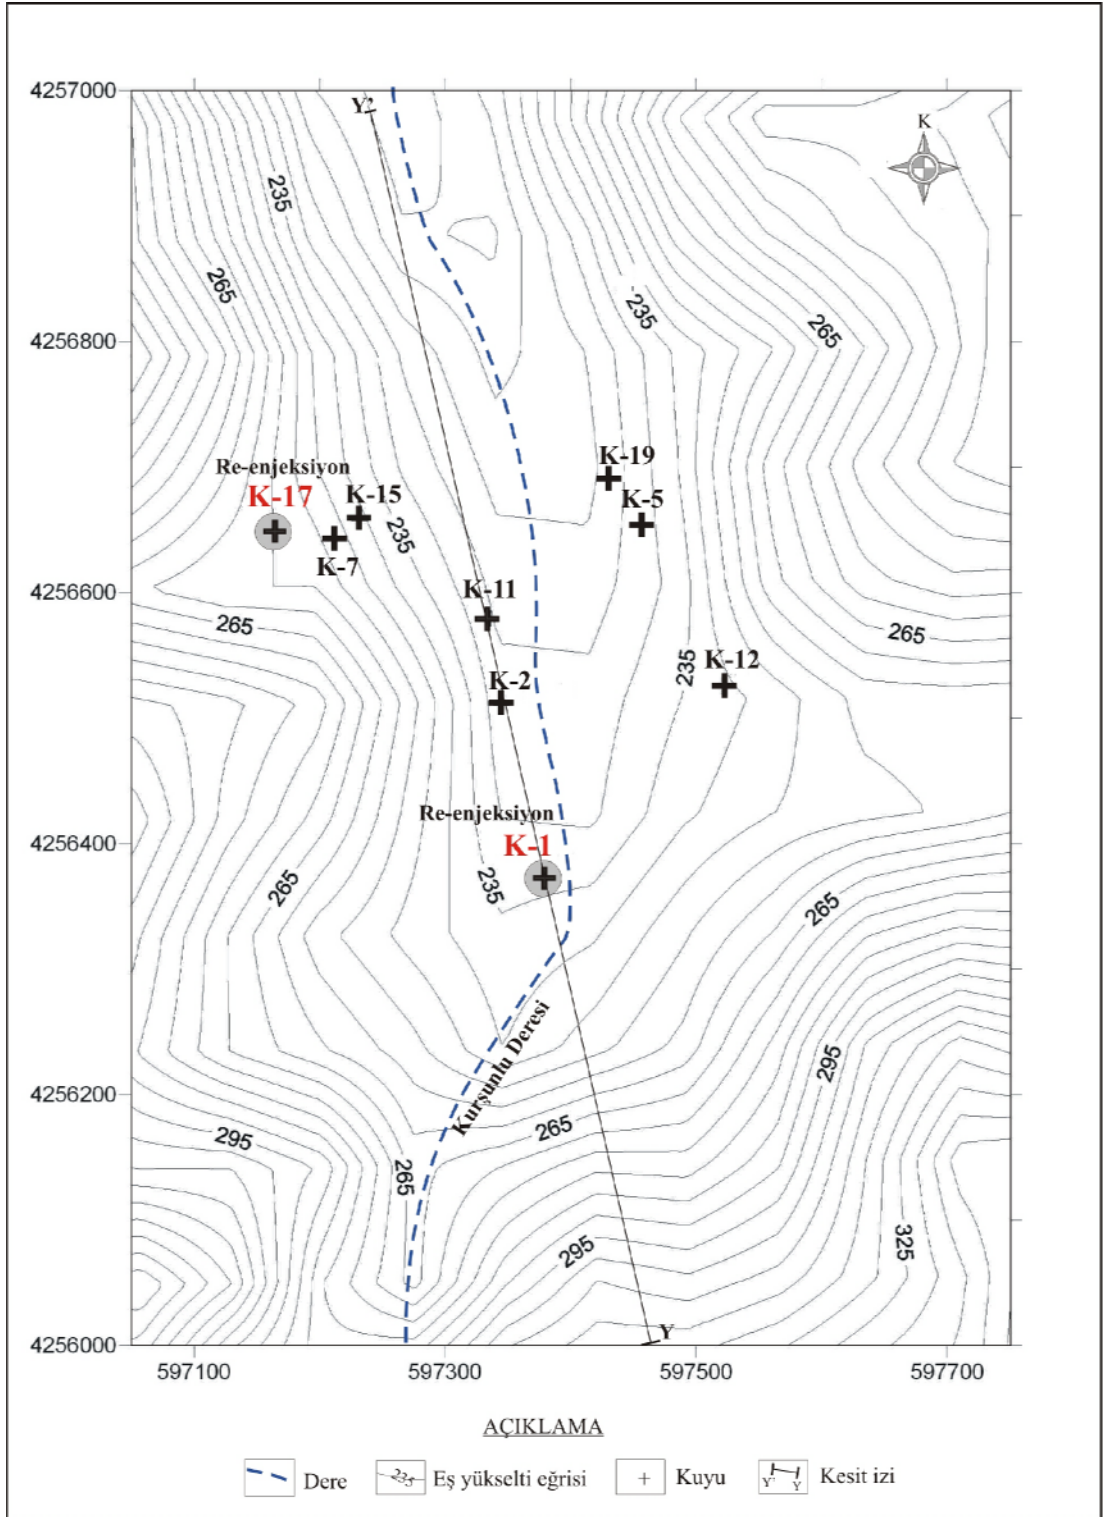 4257000
Y'
K
235
265
235
265
4256800
K-19
Re-enjeksiyon
K-17
K-15
K-5
235
K-7
K-11
4256600
265
265
K-12
235
K-2
Re-enjeksiyon
K-1
4256400
235
265
265
Kurşunlu Deresi
295
4256200
295
265
265
295
325
Y
4256000
597100
597300
597500
597700
AÇIKLAMA
Dere
235
Eş yükselti eğrisi
Kuyu
Y'
Y
Kesit izi